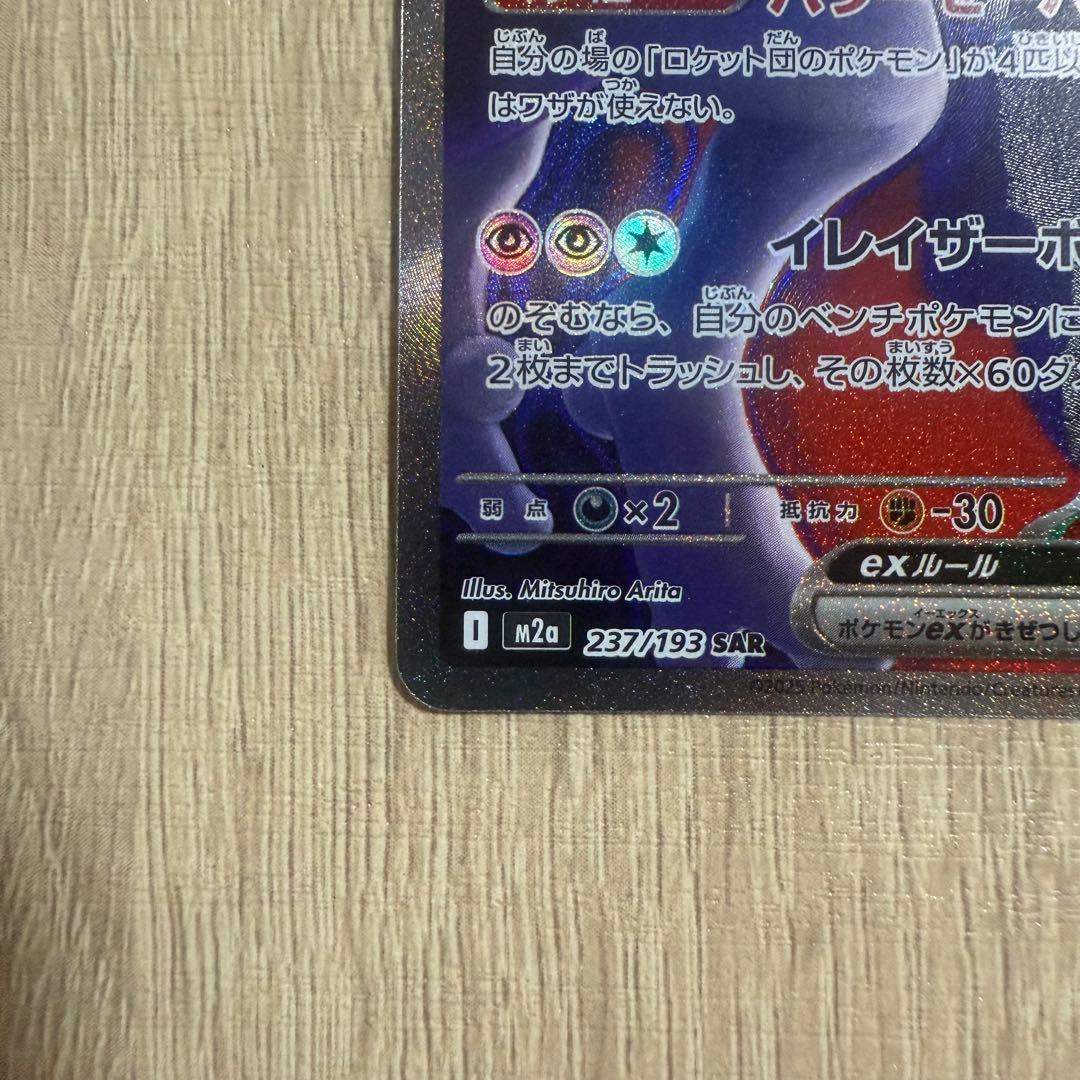 自分の場の「ロケット団のポケモン」が4匹以
はワザが使えない。
イレイザーボ
のぞむなら、自分のベンチポケモンに
2枚までトラッシュし、その枚数×60ダ
弱点 ×2 抵抗力 -30
exルール
Illus. Mitsuhiro Arita
ポケモンexがきぜつし
I M2a 237/193 SAR
©2025 Pokémon/Nintendo/Creatures